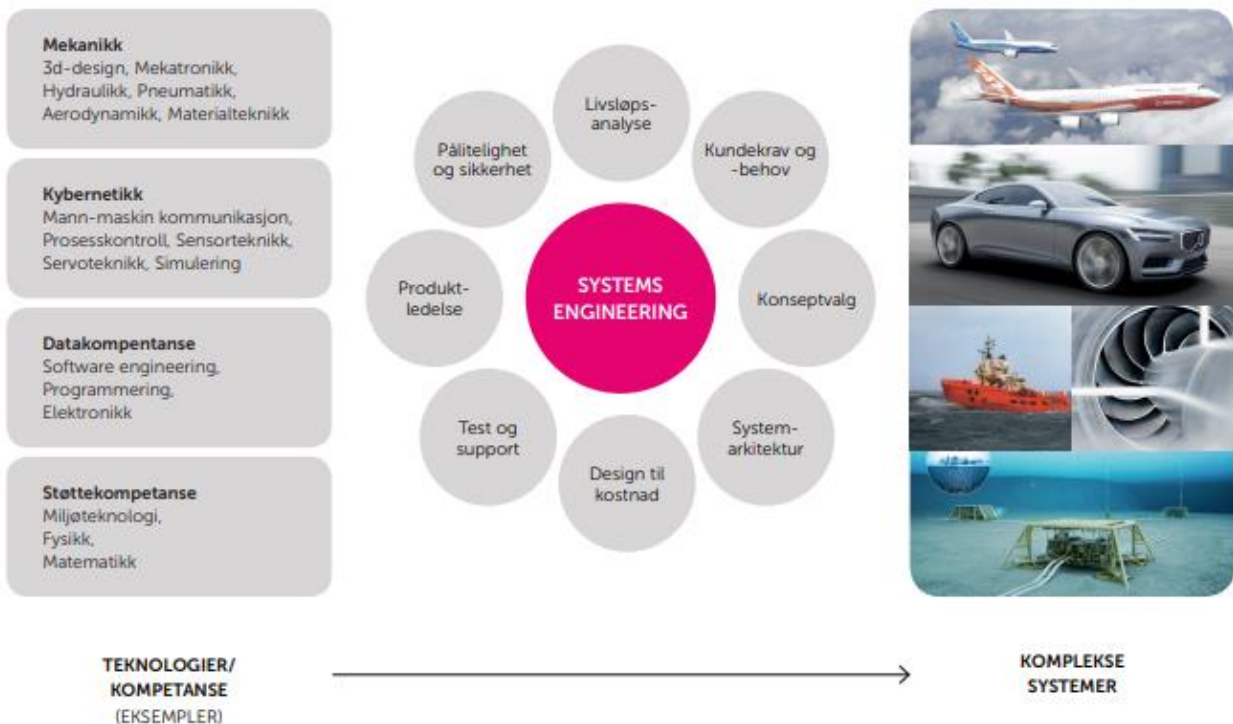 Mekanikk
3d-design, Mekatronikk,
Hydraulikk, Pneumatikk,
Aerodynamikk, Materialteknikk
Kybernetikk
Mann-maskin kommunikasjon,
Prosesskontroll, Sensorteknikk,
Servoteknikk, Simulering
Datakompentanse
Software engineering,
Programmering,
Elektronikk
Støttekompetanse
Miljøteknologi,
Fysikk,
Matematikk
Livsløps-
analyse
Kundekrav og
-behov
Konseptvalg
System-
arkitektur
Design til
kostnad
Test og
support
Produkt-
ledelse
Pålitelighet
og sikkerhet
SYSTEMS
ENGINEERING
TEKNOLOGIER/
KOMPETANSE
(EKSEMPLER)
KOMPLEKSE
SYSTEMER